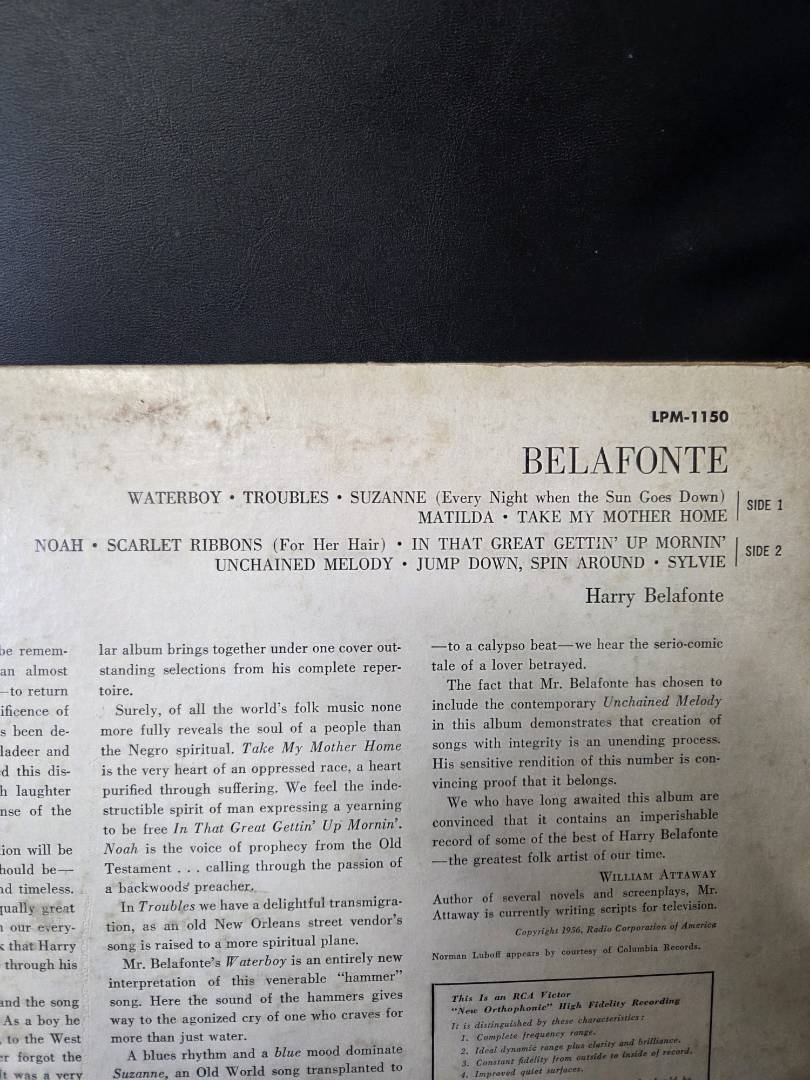 LPM-1150
BELAFONTE
WATERBOY • TROUBLES • SUZANNE (Every Night when the Sun Goes Down)
MATILDA • TAKE MY MOTHER HOME
SIDE 1
NOAH • SCARLET RIBBONS (For Her Hair) • IN THAT GREAT GETTIN' UP MORNIN'
UNCHAINED MELODY • JUMP DOWN, SPIN AROUND • SYLVIE
SIDE 2
Harry Belafonte
be remem-
an almost
—to return
ificence of
s been de-
ladeer and
d this dis-
h laughter
nse of the
ion will be
hould be—
nd timeless.
qually great
n our every-
k that Harry
through his
and the song
As a boy he
, to the West
er forgot the
it was a very
lar album brings together under one cover out-
standing selections from his complete reper-
toire.
Surely, of all the world's folk music none
more fully reveals the soul of a people than
the Negro spiritual. Take My Mother Home
is the very heart of an oppressed race, a heart
purified through suffering. We feel the inde-
structible spirit of man expressing a yearning
to be free In That Great Gettin' Up Mornin'.
Noah is the voice of prophecy from the Old
Testament . . . calling through the passion of
a backwoods preacher.
In Troubles we have a delightful transmigra-
tion, as an old New Orleans street vendor's
song is raised to a more spiritual plane.
Mr. Belafonte's Waterboy is an entirely new
interpretation of this venerable "hammer"
song. Here the sound of the hammers gives
way to the agonized cry of one who craves for
more than just water.
A blues rhythm and a blue mood dominate
Suzanne, an Old World song transplanted to
—to a calypso beat—we hear the serio-comic
tale of a lover betrayed.
The fact that Mr. Belafonte has chosen to
include the contemporary Unchained Melody
in this album demonstrates that creation of
songs with integrity is an unending process.
His sensitive rendition of this number is con-
vincing proof that it belongs.
We who have long awaited this album are
convinced that it contains an imperishable
record of some of the best of Harry Belafonte
—the greatest folk artist of our time.
WILLIAM ATTAWAY
Author of several novels and screenplays, Mr.
Attaway is currently writing scripts for television.
Copyright 1956, Radio Corporation of America
Norman Luboff appears by courtesy of Columbia Records.
This Is an RCA Victor
"New Orthophonic" High Fidelity Recording
It is distinguished by these characteristics:
1. Complete frequency range.
2. Ideal dynamic range plus clarity and brilliance.
3. Constant fidelity from outside to inside of record.
4. Improved quiet surfaces.